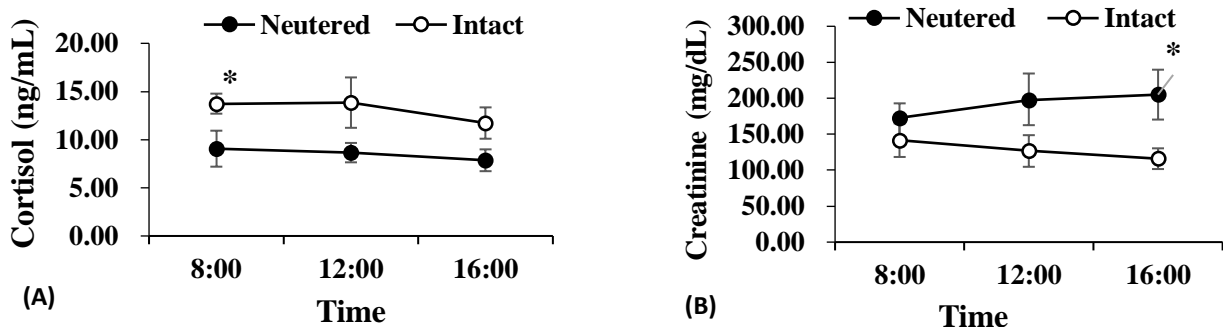 Neutered Intact
Cortisol (ng/mL)
20.00
15.00
10.00
5.00
0.00
*
8:00 12:00 16:00
Time
(A)
Neutered Intact
Creatinine (mg/dL)
300.00
250.00
200.00
150.00
100.00
50.00
0.00
*
8:00 12:00 16:00
Time
(B)